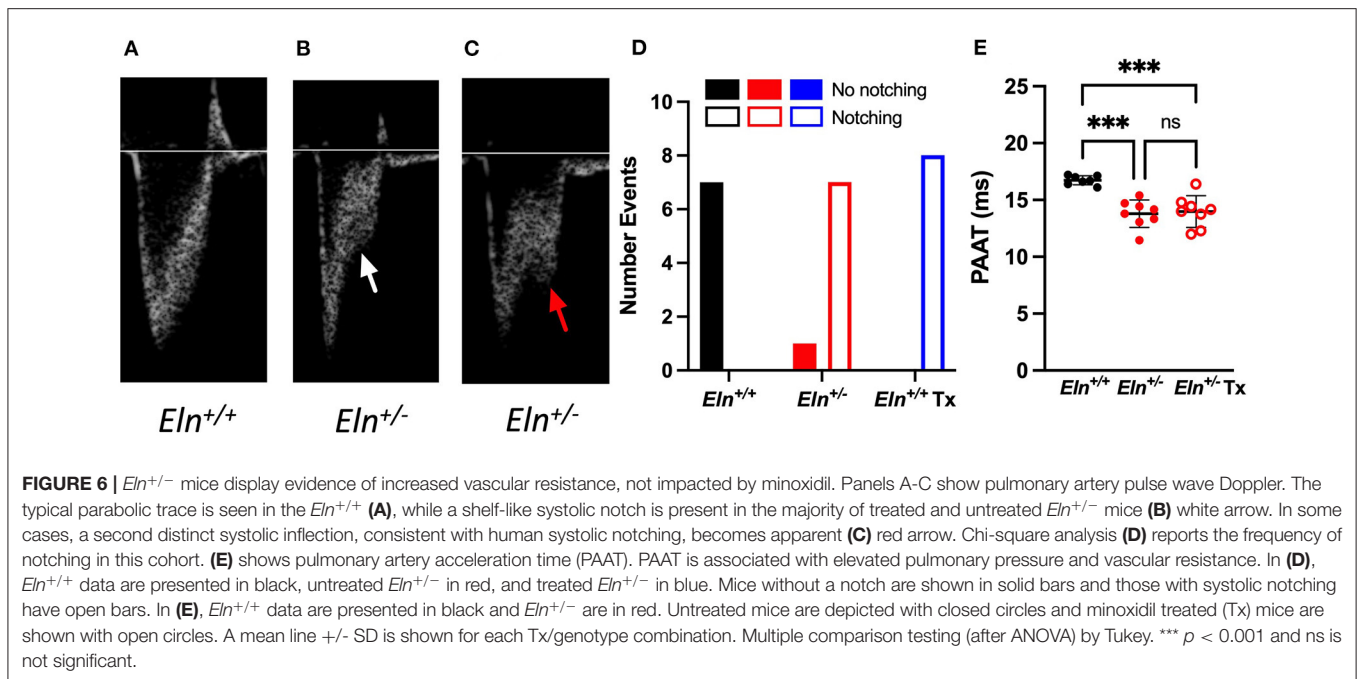 A
B
C
D
E
Eln+/+
Eln+/-
Eln+/-
No notching
Notching
Number Events
10
8
6
4
2
0
Eln+/+
Eln+/-
Eln+/+ Tx
PAAT (ms)
25
20
15
10
5
0
***
***
ns
Eln+/+
Eln+/-
Eln+/- Tx
FIGURE 6 | Eln+/− mice display evidence of increased vascular resistance, not impacted by minoxidil. Panels A-C show pulmonary artery pulse wave Doppler. The
typical parabolic trace is seen in the Eln+/+ (A), while a shelf-like systolic notch is present in the majority of treated and untreated Eln+/− mice (B) white arrow. In some
cases, a second distinct systolic inflection, consistent with human systolic notching, becomes apparent (C) red arrow. Chi-square analysis (D) reports the frequency of
notching in this cohort. (E) shows pulmonary artery acceleration time (PAAT). PAAT is associated with elevated pulmonary pressure and vascular resistance. In (D),
Eln+/+ data are presented in black, untreated Eln+/− in red, and treated Eln+/− in blue. Mice without a notch are shown in solid bars and those with systolic notching
have open bars. In (E), Eln+/+ data are presented in black and Eln+/− are in red. Untreated mice are depicted with closed circles and minoxidil treated (Tx) mice are
shown with open circles. A mean line +/- SD is shown for each Tx/genotype combination. Multiple comparison testing (after ANOVA) by Tukey. *** p < 0.001 and ns is
not significant.